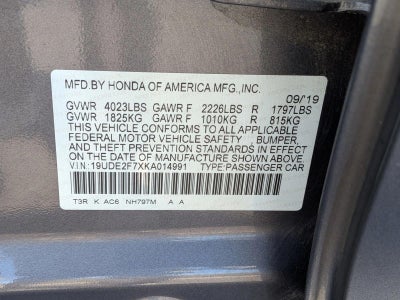 MFD.BY HONDA OF AMERICA MFG.,INC.
09/'19
GVWR 4023LBS GAWR F 2226LBS R 1797LBS
GVWR 1825KG GAWR F 1010KG R 815KG
THIS VEHICLE CONFORMS TO ALL APPLICABLE
FEDERAL MOTOR VEHICLE SAFETY , BUMPER,
AND THEFT PREVENTION STANDARDS IN EFFECT
ON THE DATE OF MANUFACTURE SHOWN ABOVE.
V.I.N: 19UDE2F7XKA014991 TYPE:PASSENGER CAR
T3R K AC6 NH797M A A